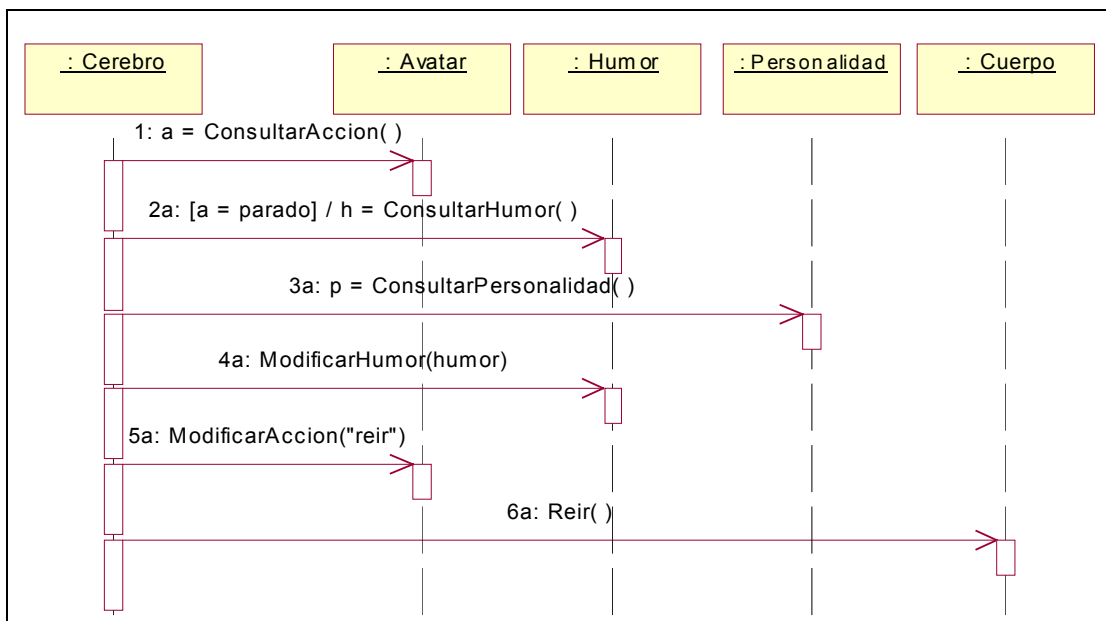 : Cerebro
: Avatar
: Humor
: Personalidad
: Cuerpo
1: a = ConsultarAccion( )
2a: [a = parado] / h = ConsultarHumor( )
3a: p = ConsultarPersonalidad( )
4a: ModificarHumor(humor)
5a: ModificarAccion("reir")
6a: Reir( )